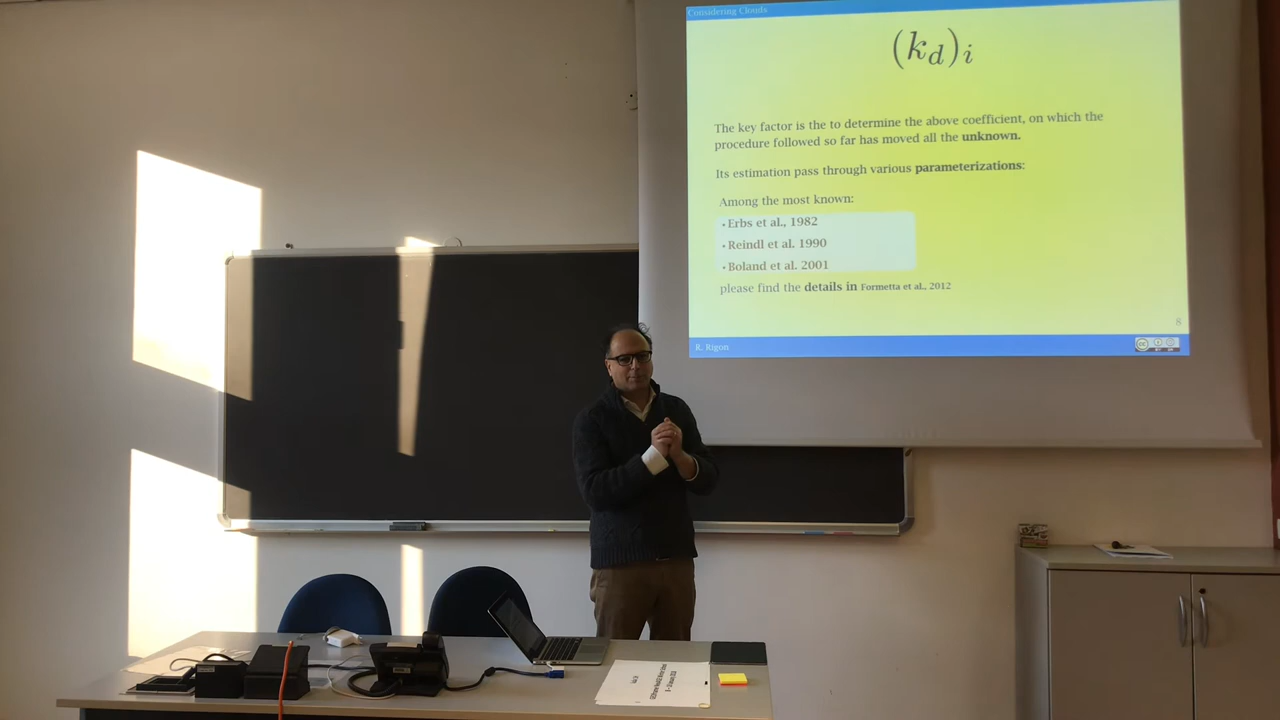 Considering Clouds
(k_d)_i
The key factor is the to determine the above coefficient, on which the
procedure followed so far has moved all the unknown.
Its estimation pass through various parameterizations:
Among the most known:
• Erbs et al., 1982
• Reindl et al. 1990
• Boland et al. 2001
please find the details in Formetta et al., 2012
8
R. Rigon